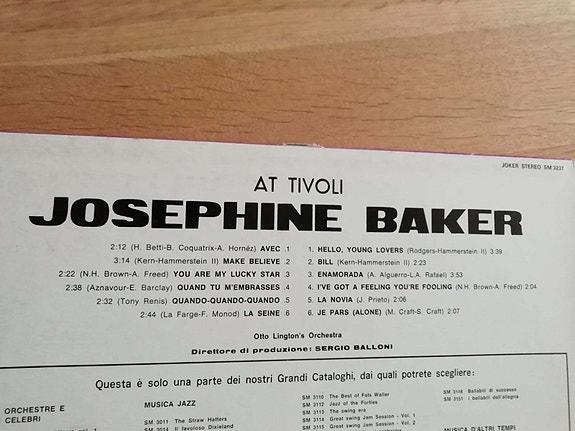 JOKER STEREO SM 3237
AT TIVOLI
JOSEPHINE BAKER
2:12 (H. Betti-B. Coquatrix-A. Hornéz) AVEC .1
3:14 (Kern-Hammerstein II) MAKE BELIEVE .2
2:22 (N.H. Brown-A. Freed) YOU ARE MY LUCKY STAR .3
2:38 (Aznavour-E. Barclay) QUAND TU M'EMBRASSES .4
2:32 (Tony Renis) QUANDO-QUANDO-QUANDO .5
2:44 (La Farge-F. Monod) LA SEINE .6
1. HELLO, YOUNG LOVERS (Rodgers-Hammerstein II) 3:39
2. BILL (Kern-Hammerstein II) 2:23
3. ENAMORADA (A. Alguerro-L.A. Rafael) 3:53
4. I'VE GOT A FEELING YOU'RE FOOLING (N.H. Brown-A. Freed) 2:04
5. LA NOVIA (J. Prieto) 2:06
6. JE PARS (ALONE) (M. Craft-S. Craft) 2:07
Otto Lington's Orchestra
Direttore di produzione: SERGIO BALLONI
Questa è solo una parte dei nostri Grandi Cataloghi, dai quali potrete scegliere:
ORCHESTRE E
CELEBRI
MUSICA JAZZ
SM 3011 The Straw Hatters
SM 3014 Il favoloso Dixieland
SM 3110 The Best of Fats Waller
SM 3112 Jazz of the Forties
SM 3113 The swing era
SM 3114 Great swing Jam Session - Vol. 1
SM 3115 Great swing Jam Session - Vol. 2
SM 3148 Ballabili di successo
SM 3151 I ballabili dell'allegria
MUSICA D'ALTRI TEMPI